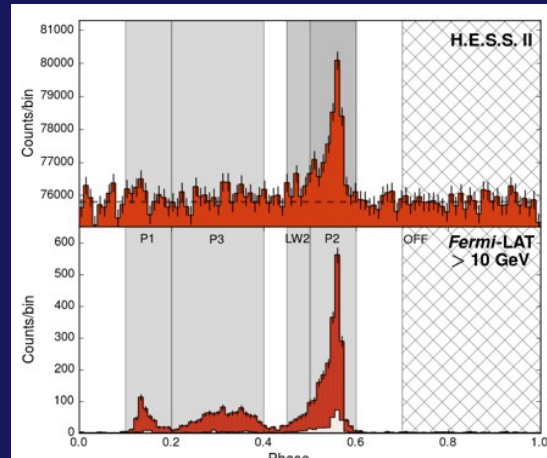 H.E.S.S. II
81000
80000
79000
78000
77000
76000
Counts/bin
P1
P3
LW2
P2
OFF
Fermi-LAT
> 10 GeV
600
500
400
300
200
100
0
Counts/bin
0.0
0.2
0.4
0.6
0.8
1.0
Phase